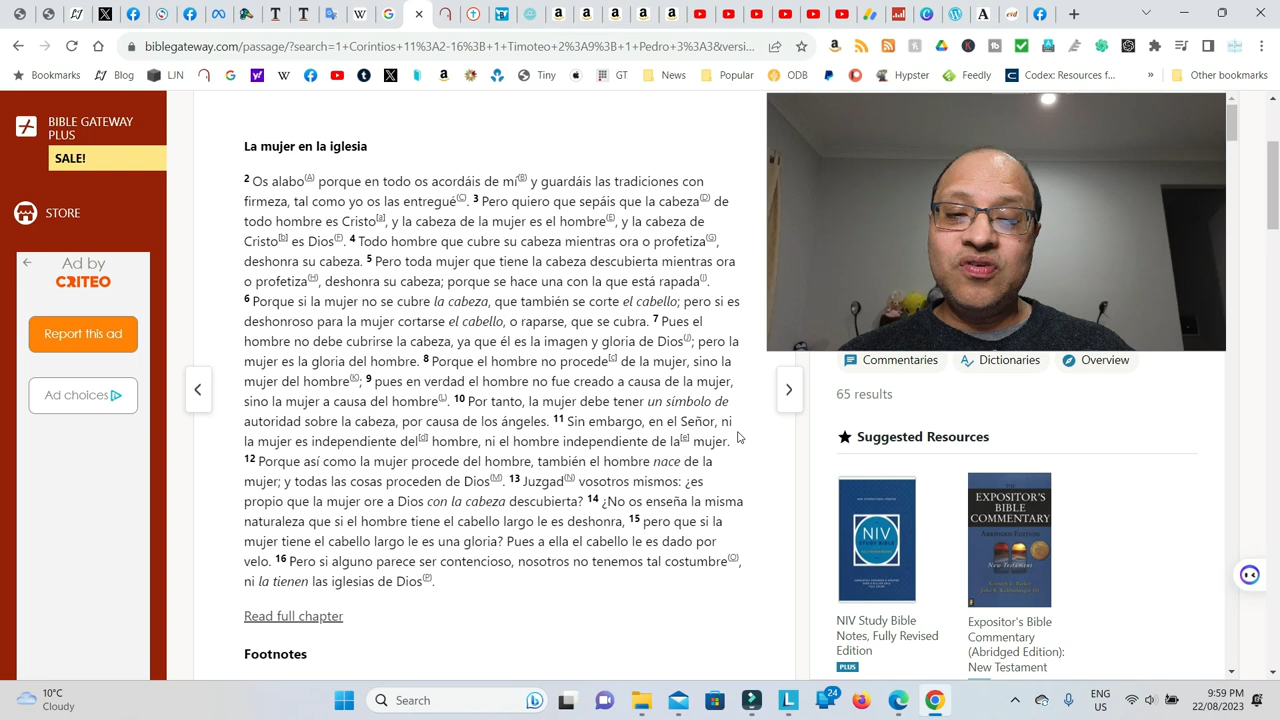 biblegateway.com/passage/?search=1+Corintios+11%3A2-16%3B+1+Timoteo+2%3A9%3B+1+Pedro+3%3A3&versi...
Bookmarks
Blog
LJN
Tiny
GT
News
Popular
ODB
Hypster
Feedly
Codex: Resources f...
»
Other bookmarks
BIBLE GATEWAY
PLUS
SALE!
STORE
Ad by
CRITEO
Report this ad
Ad choices
La mujer en la iglesia
2 Os alabo[A] porque en todo os acordáis de mí[B] y guardáis las tradiciones con
firmeza, tal como yo os las entregué[C]. 3 Pero quiero que sepáis que la cabeza[D] de
todo hombre es Cristo[a], y la cabeza de la mujer es el hombre[E], y la cabeza de
Cristo[b] es Dios[F]. 4 Todo hombre que cubre su cabeza mientras ora o profetiza[G],
deshonra su cabeza. 5 Pero toda mujer que tiene la cabeza descubierta mientras ora
o profetiza[H], deshonra su cabeza; porque se hace una con la que está rapada[I].
6 Porque si la mujer no se cubre la cabeza, que también se corte el cabello; pero si es
deshonroso para la mujer cortarse el cabello, o raparse, que se cubra. 7 Pues el
hombre no debe cubrirse la cabeza, ya que él es la imagen y gloria de Dios[J]; pero la
mujer es la gloria del hombre. 8 Porque el hombre no procede[c] de la mujer, sino la
mujer del hombre[K]; 9 pues en verdad el hombre no fue creado a causa de la mujer,
sino la mujer a causa del hombre[L]. 10 Por tanto, la mujer debe tener un símbolo de
autoridad sobre la cabeza, por causa de los ángeles. 11 Sin embargo, en el Señor, ni
la mujer es independiente del[d] hombre, ni el hombre independiente de la[e] mujer.
12 Porque así como la mujer procede del hombre, también el hombre nace de la
mujer; y todas las cosas proceden de Dios[M]. 13 Juzgad[N] vosotros mismos: ¿es
propio que la mujer ore a Dios con la cabeza descubierta? 14 ¿No os enseña la misma
naturaleza que si el hombre tiene el cabello largo le es deshonra, 15 pero que si la
mujer tiene el cabello largo le es una gloria? Pues a ella el cabello le es dado por
velo. 16 Pero si alguno parece ser contencioso, nosotros no tenemos tal costumbre[O],
ni la tienen las iglesias de Dios[P].
Read full chapter
Footnotes
Commentaries
Dictionaries
Overview
65 results
Suggested Resources
NIV
STUDY BIBLE
THE
EXPOSITOR'S
BIBLE
COMMENTARY
ABRIDGED EDITION
New Testament
NIV Study Bible
Notes, Fully Revised
Edition
PLUS
Expositor's Bible
Commentary
(Abridged Edition):
New Testament
10°C
Cloudy
Search
24
ENG
US
9:59 PM
22/08/2023